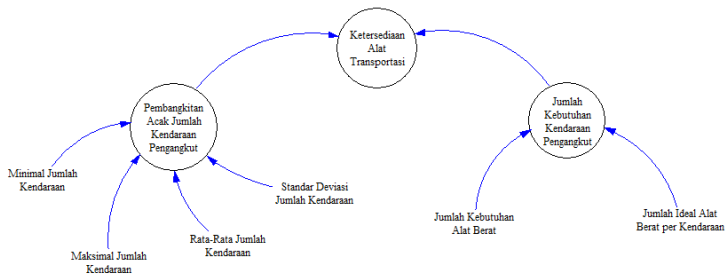 Ketersediaan
Alat
Transportasi
Pembangkitan
Acak Jumlah
Kendaraan
Pengangkut
Jumlah
Kebutuhan
Kendaraan
Pengangkut
Minimal Jumlah
Kendaraan
Maksimal Jumlah
Kendaraan
Rata-Rata Jumlah
Kendaraan
Standar Deviasi
Jumlah Kendaraan
Jumlah Kebutuhan
Alat Berat
Jumlah Ideal Alat
Berat per Kendaraan